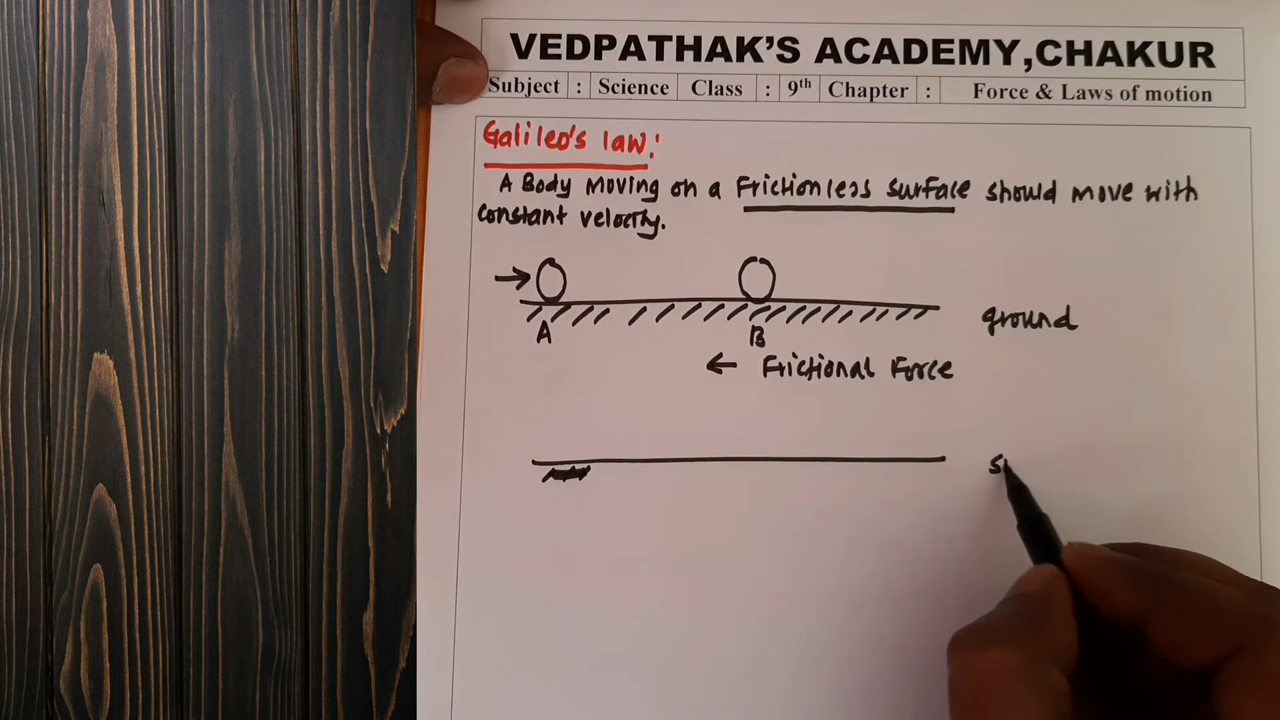 VEDPATHAK'S ACADEMY,CHAKUR
Subject : Science Class : 9th Chapter : Force & Laws of motion
Galileo's law:
A Body moving on a Frictionless surface should move with
constant velocity.
ground
A B
← Frictional Force
S